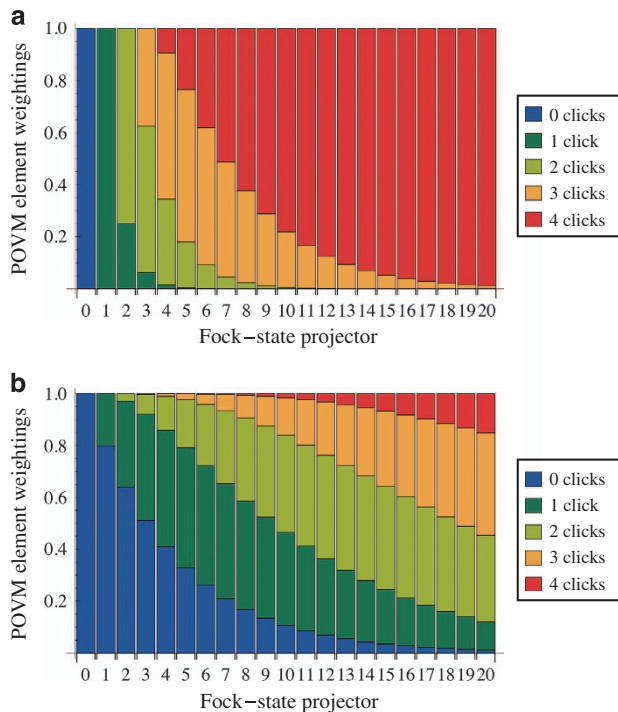 a
POVM element weightings
1.0
0.8
0.6
0.4
0.2
0 1 2 3 4 5 6 7 8 9 10 11 12 13 14 15 16 17 18 19 20
Fock–state projector
0 clicks
1 click
2 clicks
3 clicks
4 clicks
b
POVM element weightings
1.0
0.8
0.6
0.4
0.2
0 1 2 3 4 5 6 7 8 9 10 11 12 13 14 15 16 17 18 19 20
Fock–state projector
0 clicks
1 click
2 clicks
3 clicks
4 clicks